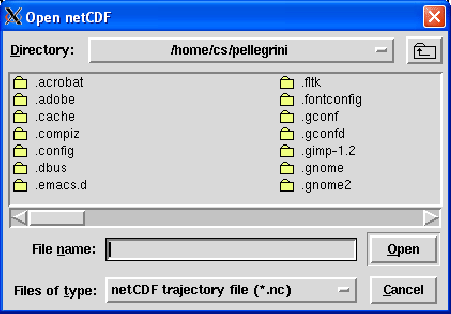 Open netCDF
Directory: /home/cs/pellegrini
.acrobat .fltk
.adobe .fontconfig
.cache .gconf
.compiz .gconfd
.config .gimp-1.2
.dbus .gnome
.emacs.d .gnome2
File name: Open
Files of type: netCDF trajectory file (*.nc) Cancel